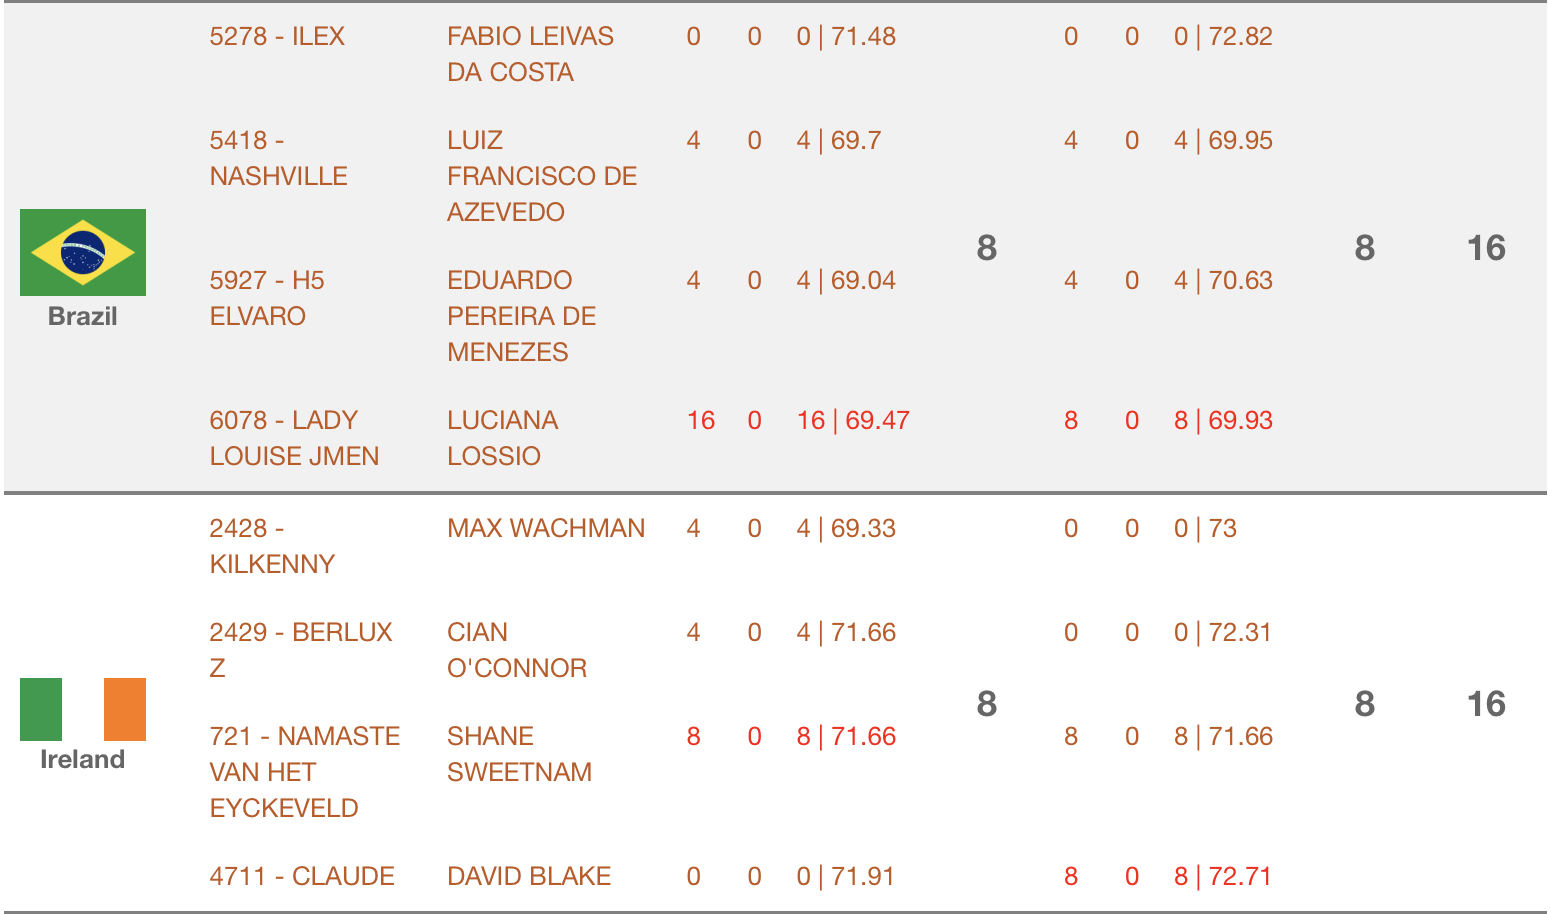 5278 - ILEX FABIO LEIVAS 0 0 0 | 71.48 0 0 0 | 72.82
DA COSTA
5418 - LUIZ 4 0 4 | 69.7 4 0 4 | 69.95
NASHVILLE FRANCISCO DE
AZEVEDO
8 8 16
5927 - H5 EDUARDO 4 0 4 | 69.04 4 0 4 | 70.63
Brazil ELVARO PEREIRA DE
MENEZES
6078 - LADY LUCIANA 16 0 16 | 69.47 8 0 8 | 69.93
LOUISE JMEN LOSSIO
2428 - MAX WACHMAN 4 0 4 | 69.33 0 0 0 | 73
KILKENNY
2429 - BERLUX CIAN 4 0 4 | 71.66 0 0 0 | 72.31
Z O'CONNOR
8 8 16
721 - NAMASTE SHANE 8 0 8 | 71.66 8 0 8 | 71.66
Ireland VAN HET SWEETNAM
EYCKEVELD
4711 - CLAUDE DAVID BLAKE 0 0 0 | 71.91 8 0 8 | 72.71